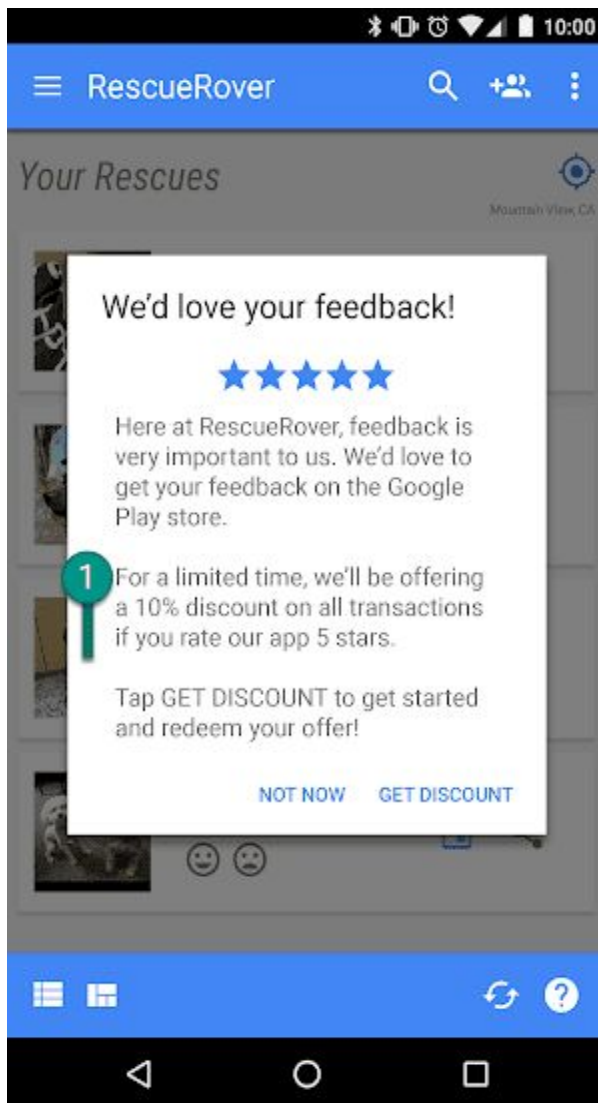 10:00
RescueRover
Your Rescues
Mountain View, CA
We'd love your feedback!
Here at RescueRover, feedback is
very important to us. We'd love to
get your feedback on the Google
Play store.
1
For a limited time, we'll be offering
a 10% discount on all transactions
if you rate our app 5 stars.
Tap GET DISCOUNT to get started
and redeem your offer!
NOT NOW GET DISCOUNT